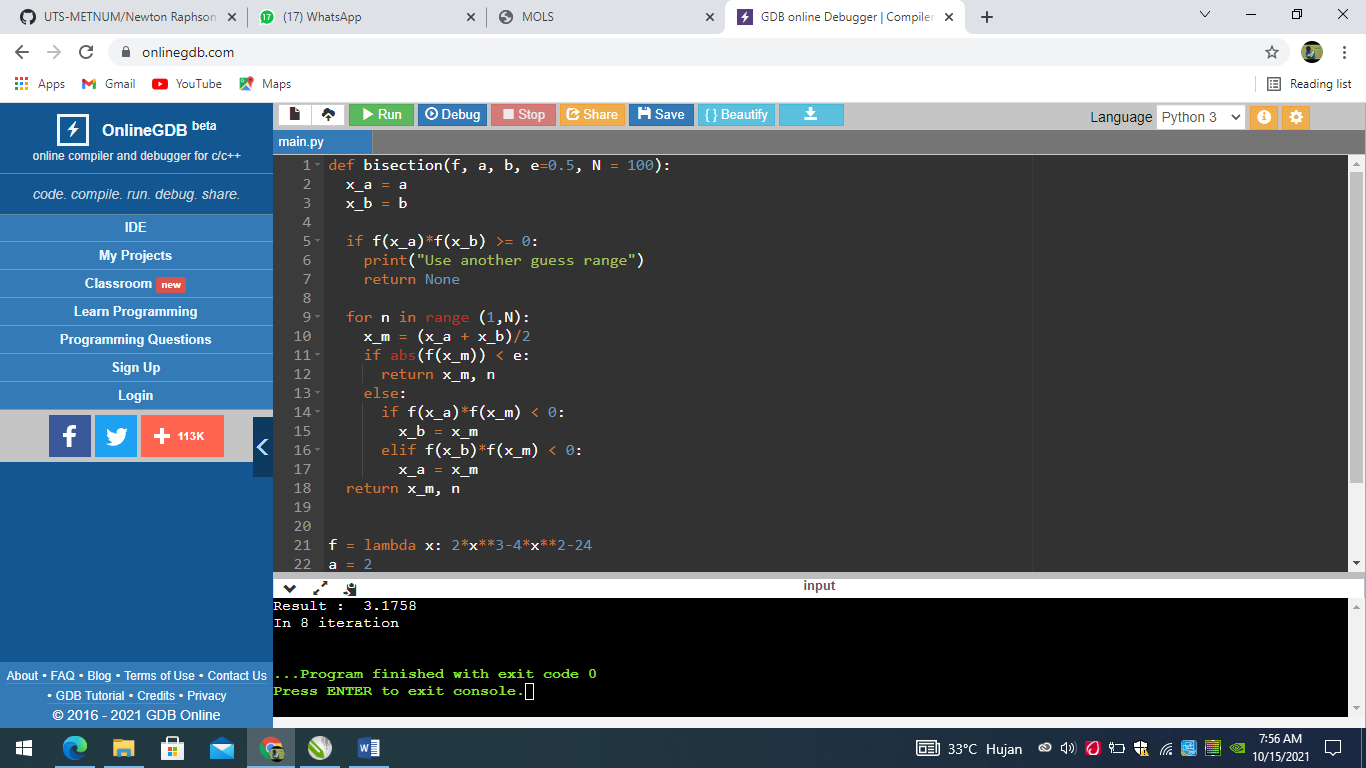 UTS-METNUM/Newton Raphson
(17) WhatsApp
MOLS
GDB online Debugger | Compiler
onlinegdb.com
Apps
Gmail
YouTube
Maps
Reading list
OnlineGDB beta
online compiler and debugger for c/c++
code. compile. run. debug. share.
IDE
My Projects
Classroom new
Learn Programming
Programming Questions
Sign Up
Login
113K
About • FAQ • Blog • Terms of Use • Contact Us
• GDB Tutorial • Credits • Privacy
© 2016 - 2021 GDB Online
Run
Debug
Stop
Share
Save
{ } Beautify
Language Python 3
main.py
1 def bisection(f, a, b, e=0.5, N = 100):
2   x_a = a
3   x_b = b
4
5   if f(x_a)*f(x_b) >= 0:
6     print("Use another guess range")
7     return None
8
9   for n in range (1,N):
10     x_m = (x_a + x_b)/2
11     if abs(f(x_m)) < e:
12       return x_m, n
13     else:
14       if f(x_a)*f(x_m) < 0:
15         x_b = x_m
16       elif f(x_b)*f(x_m) < 0:
17         x_a = x_m
18   return x_m, n
19
20
21 f = lambda x: 2*x**3-4*x**2-24
22 a = 2
input
Result :  3.1758
In 8 iteration
...Program finished with exit code 0
Press ENTER to exit console.
33°C Hujan
7:56 AM
10/15/2021